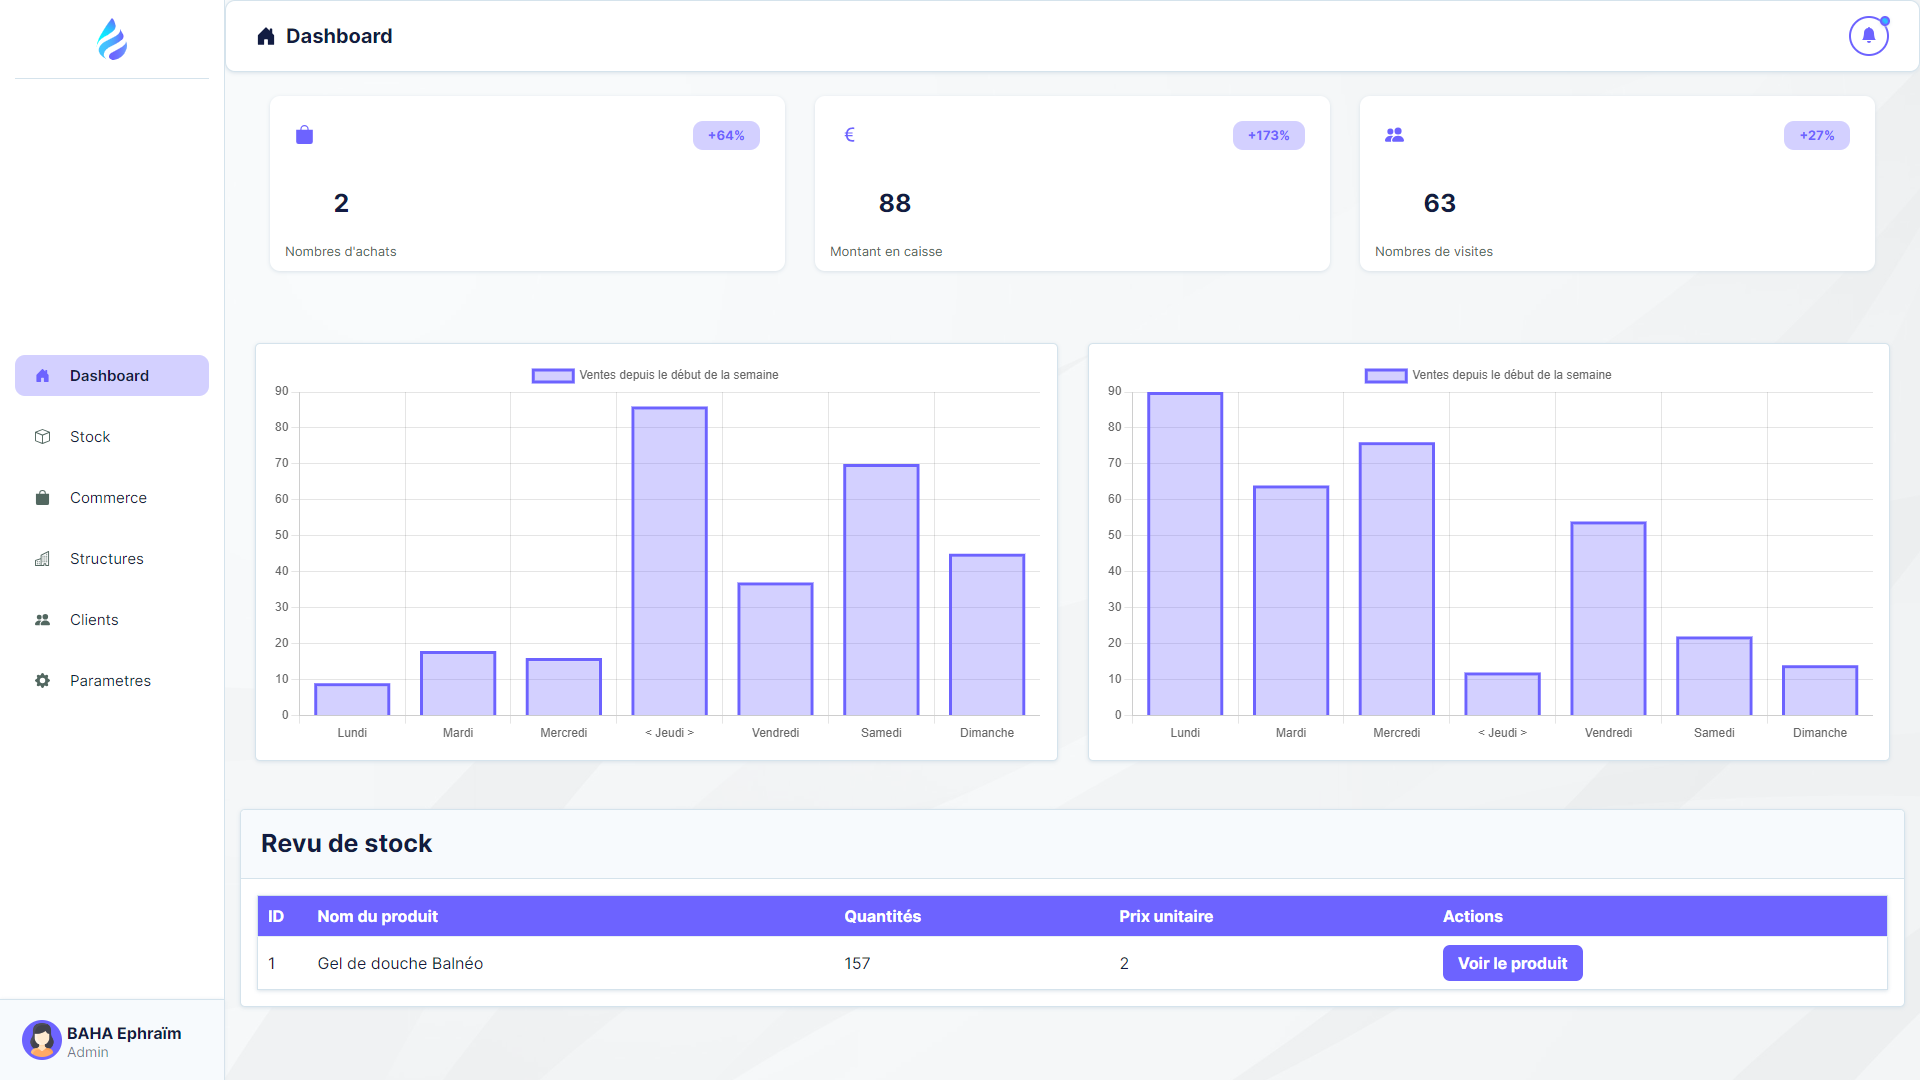 Dashboard
+64%
2
Nombres d'achats
€
+173%
88
Montant en caisse
+27%
63
Nombres de visites
Dashboard
Stock
Commerce
Structures
Clients
Parametres
Ventes depuis le début de la semaine
90
80
70
60
50
40
30
20
10
0
Lundi Mardi Mercredi < Jeudi > Vendredi Samedi Dimanche
Ventes depuis le début de la semaine
90
80
70
60
50
40
30
20
10
0
Lundi Mardi Mercredi < Jeudi > Vendredi Samedi Dimanche
Revu de stock
ID Nom du produit Quantités Prix unitaire Actions
1 Gel de douche Balnéo 157 2 Voir le produit
BAHA Ephraïm
Admin